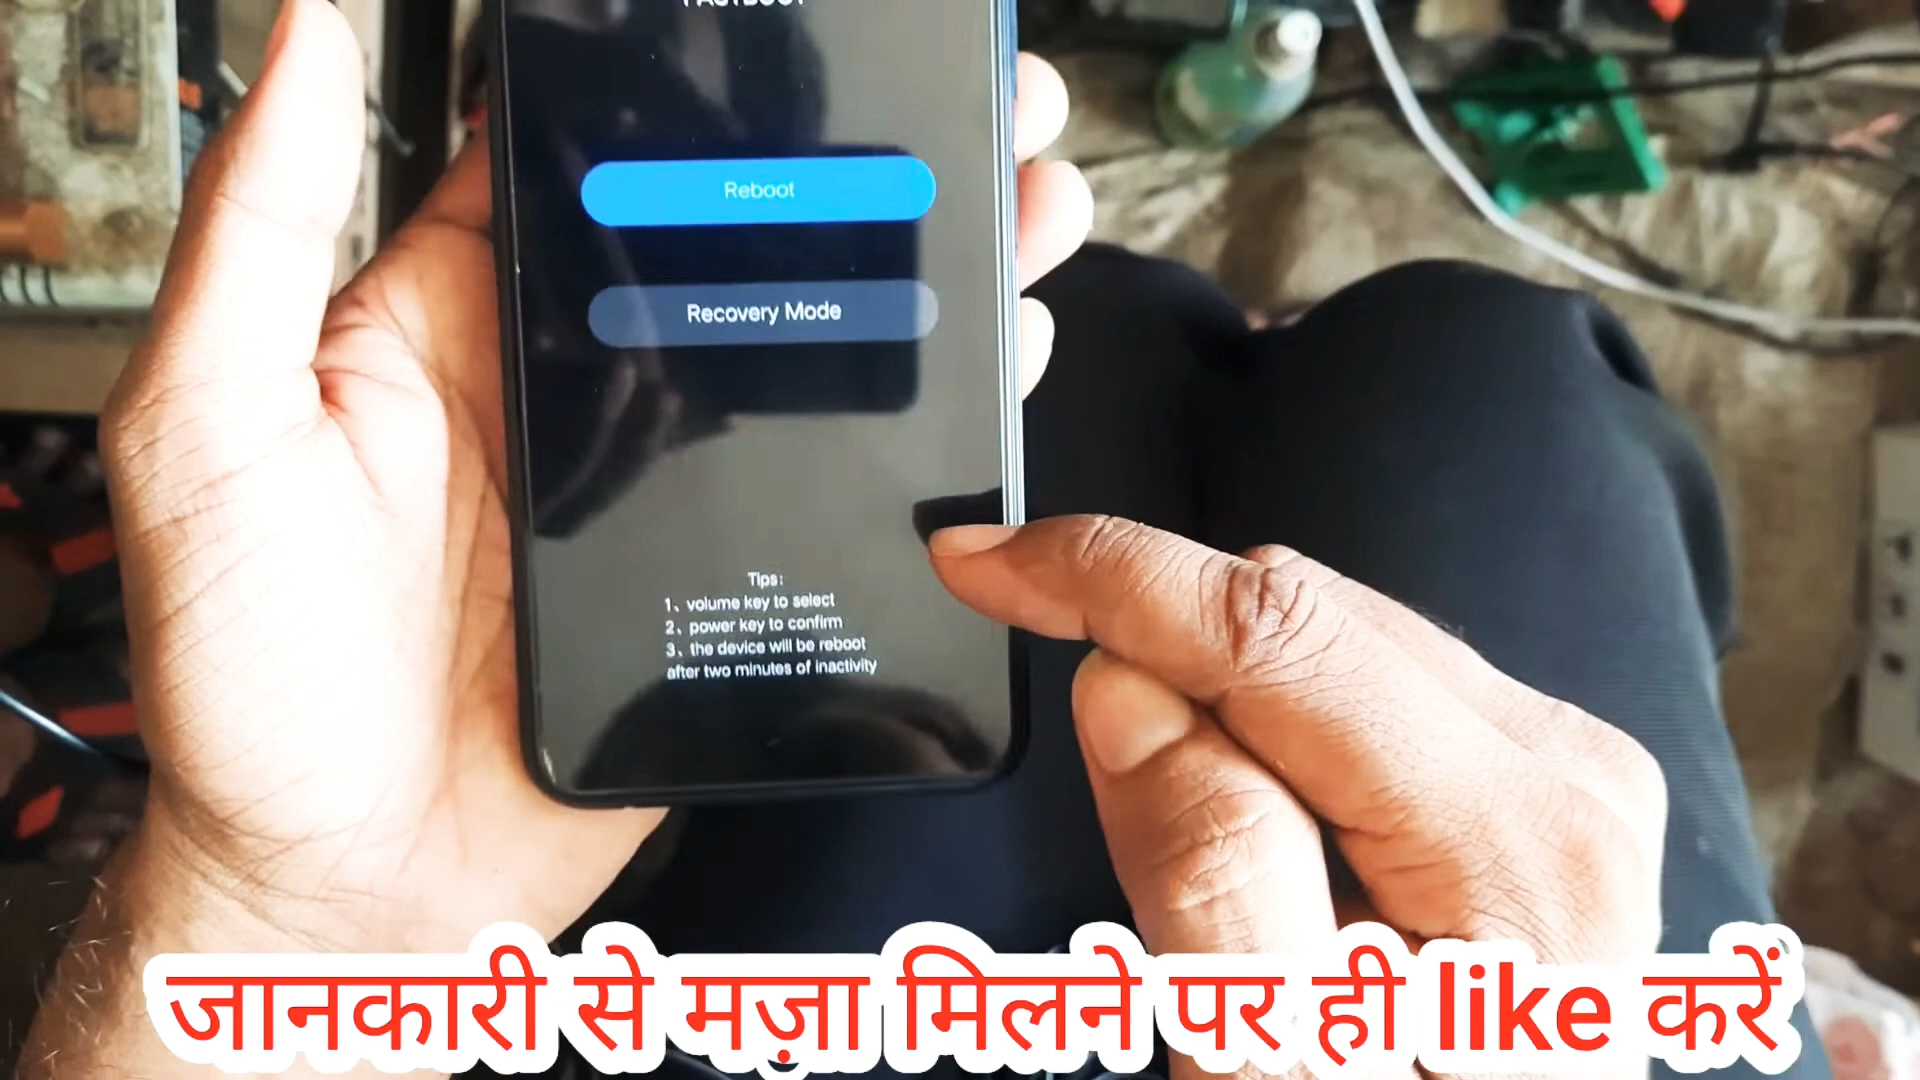 FASTBOOT
Reboot
Recovery Mode
Tips:
1、volume key to select
2、power key to confirm
3、the device will be reboot
after two minutes of inactivity
जानकारी से मज़ा मिलने पर ही like करें